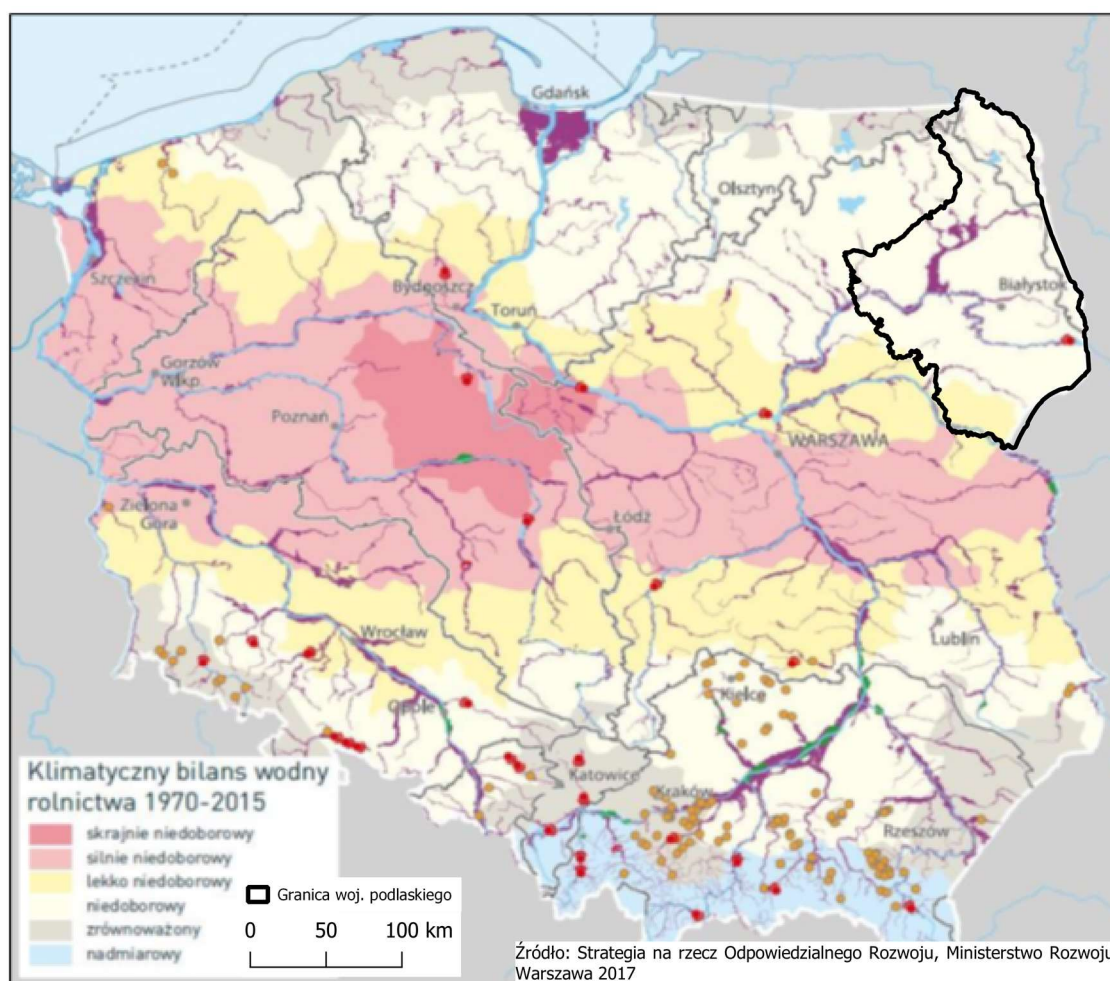 Gdańsk
Olsztyn
Szczecin
Bydgoszcz
Białystok
Toruń
Gorzów
Wlkp.
Poznań
WARSZAWA
Zielona
Góra
Łódź
Wrocław
Lublin
Opole
Kielce
Katowice
Kraków
Rzeszów
Klimatyczny bilans wodny
rolnictwa 1970-2015
skrajnie niedoborowy
silnie niedoborowy
lekko niedoborowy
niedoborowy
zrównoważony
nadmiarowy
Granica woj. podlaskiego
0 50 100 km
Źródło: Strategia na rzecz Odpowiedzialnego Rozwoju, Ministerstwo Rozwoju
Warszawa 2017